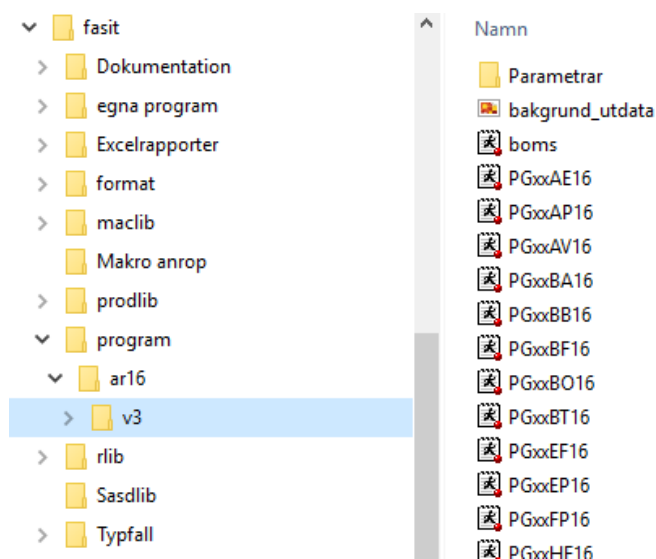 fasit
Dokumentation
egna program
Excelrapporter
format
maclib
Makro anrop
prodlib
program
ar16
v3
rlib
Sasdlib
Typfall
Namn
Parametrar
bakgrund_utdata
boms
PGxxAE16
PGxxAP16
PGxxAV16
PGxxBA16
PGxxBB16
PGxxBF16
PGxxBO16
PGxxBT16
PGxxEF16
PGxxEP16
PGxxFP16
PGxxHF16